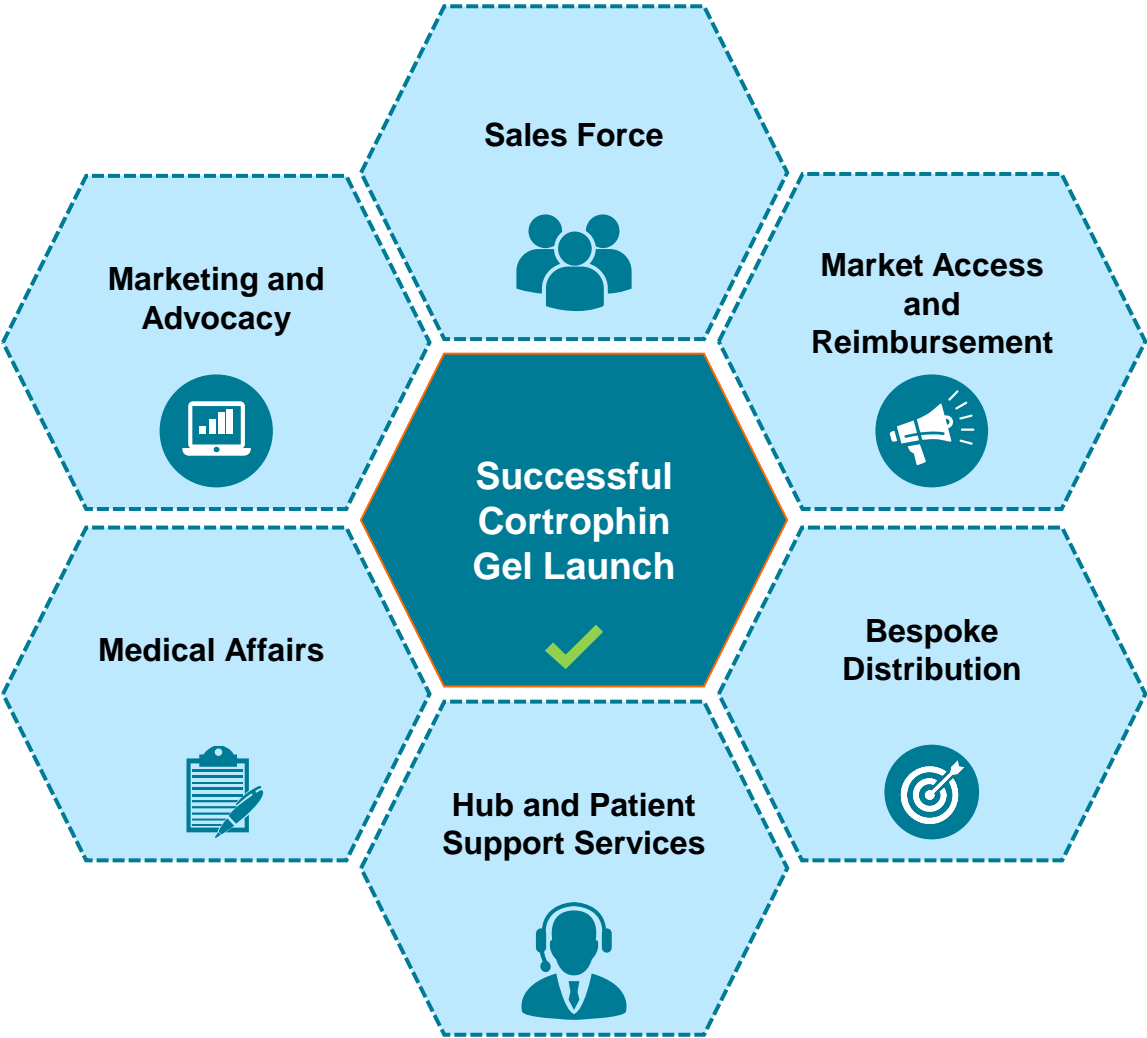 Sales Force
Marketing and
Advocacy
Market Access
and
Reimbursement
Successful
Cortrophin
Gel Launch
Medical Affairs
Bespoke
Distribution
Hub and Patient
Support Services